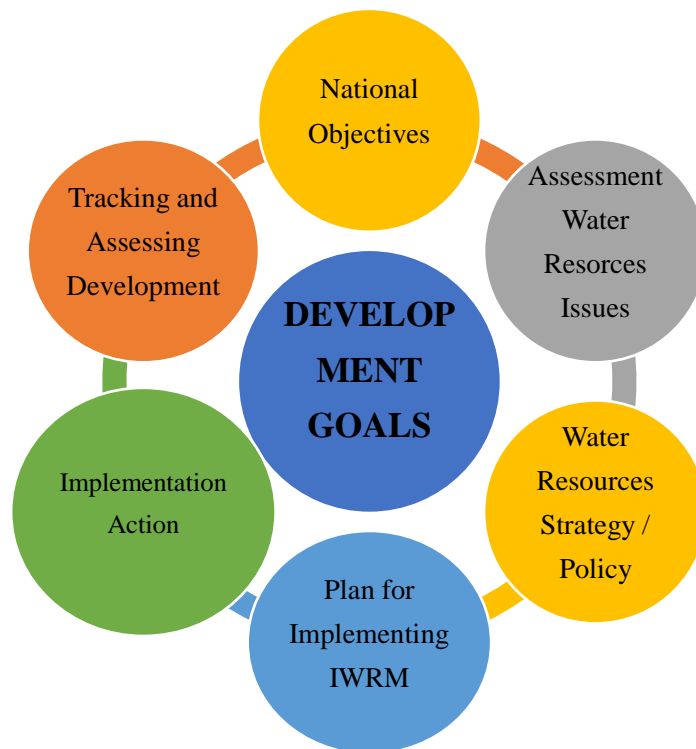 National
Objectives
Assessment
Water
Resorces
Issues
Water
Resources
Strategy /
Policy
Plan for
Implementing
IWRM
Implementation
Action
Tracking and
Assessing
Development
DEVELOP
MENT
GOALS